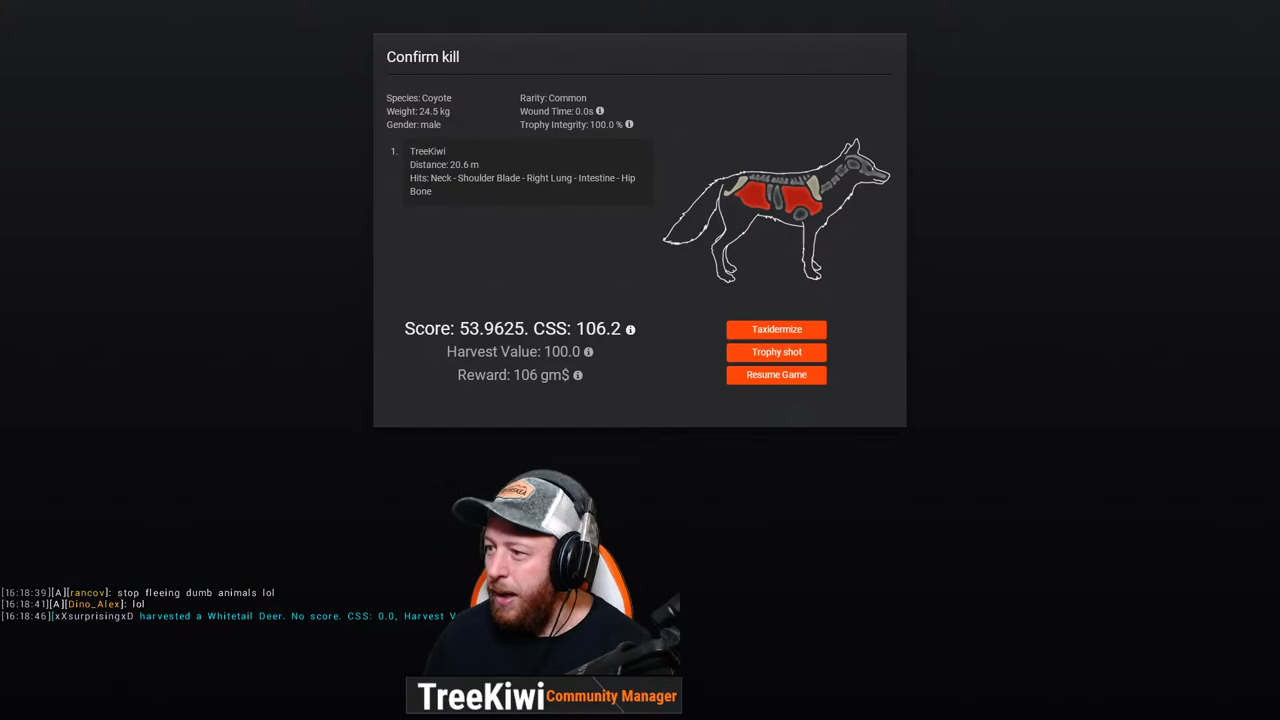 Confirm kill
Species: Coyote
Rarity: Common
Weight: 24.5 kg
Wound Time: 0.0s
Gender: male
Trophy Integrity: 100.0 %
1.
TreeKiwi
Distance: 20.6 m
Hits: Neck - Shoulder Blade - Right Lung - Intestine - Hip
Bone
Score: 53.9625. CSS: 106.2
Harvest Value: 100.0
Reward: 106 gm$
Taxidermize
Trophy shot
Resume Game
[16:18:39][A][rancov]: stop fleeing dumb animals lol
[16:18:41][A][Dino_Alex]: lol
[16:18:46][xXsurprisingxD harvested a Whitetail Deer. No score. CSS: 0.0, Harvest V
TreeKiwi Community Manager